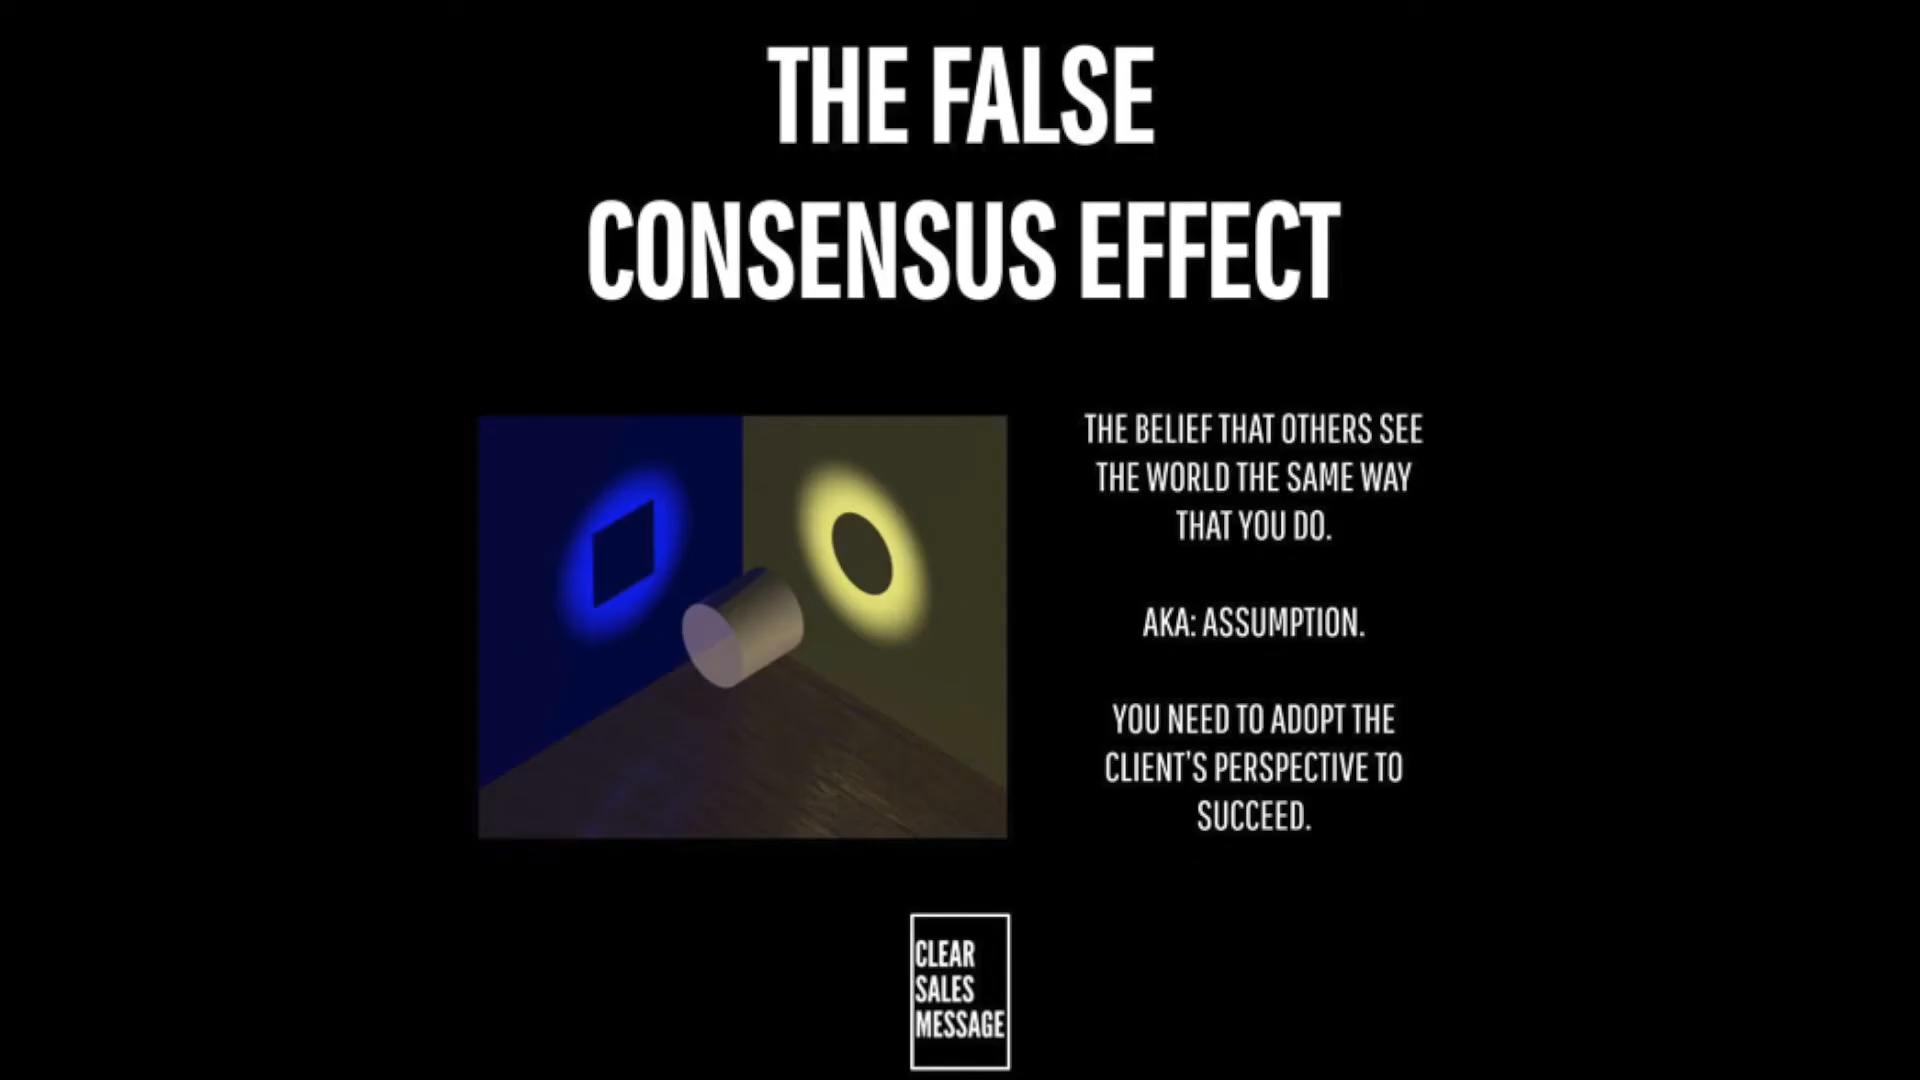 THE FALSE
CONSENSUS EFFECT
THE BELIEF THAT OTHERS SEE
THE WORLD THE SAME WAY
THAT YOU DO.
AKA: ASSUMPTION.
YOU NEED TO ADOPT THE
CLIENT'S PERSPECTIVE TO
SUCCEED.
CLEAR
SALES
MESSAGE